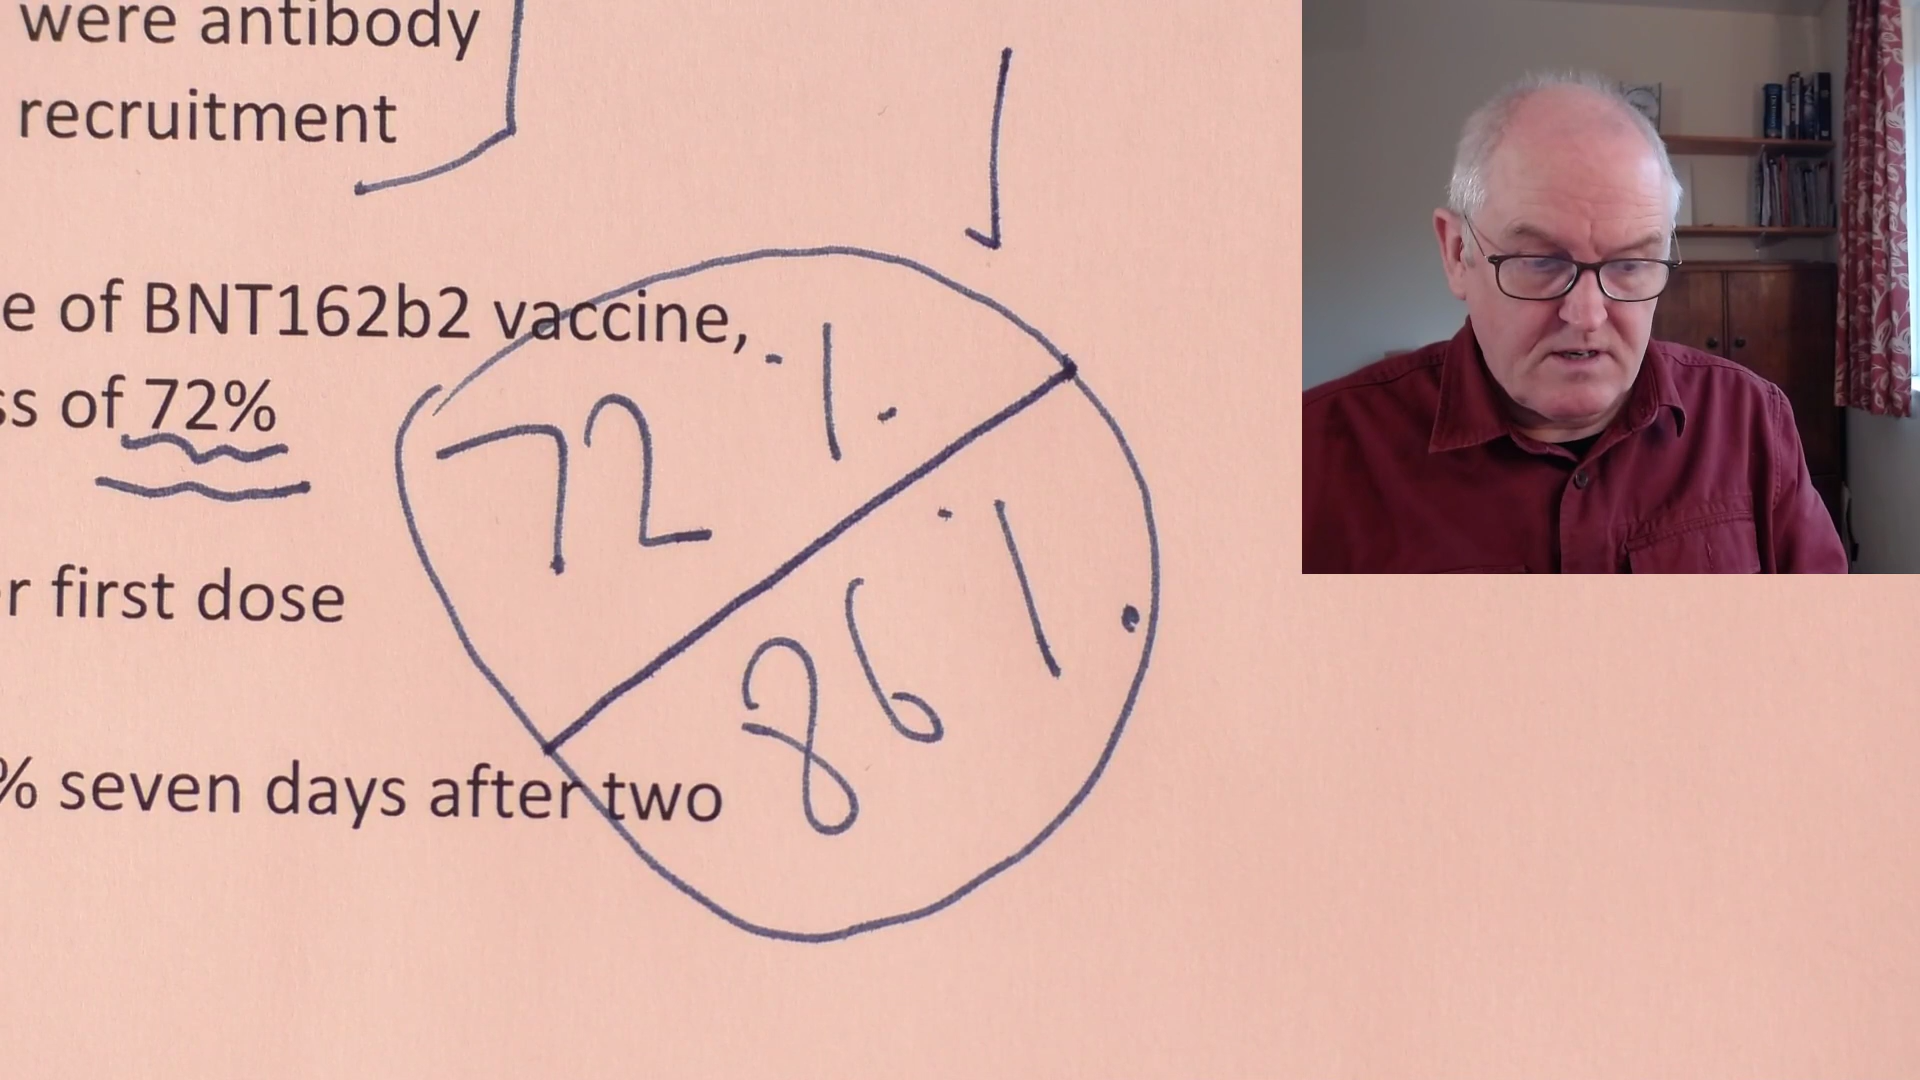 were antibody
recruitment
e of BNT162b2 vaccine,
ss of 72%
72%
r first dose
86%
% seven days after two